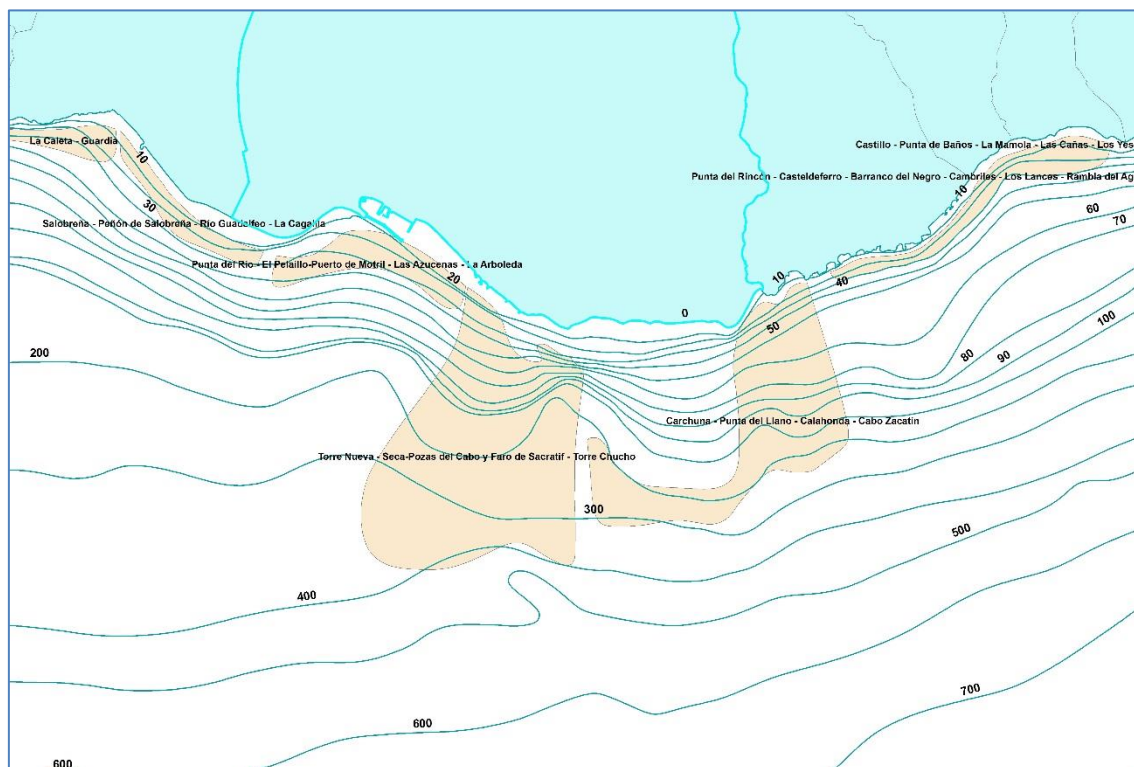 La Caleta - Guardia
10
30
Castillo - Punta de Baños - La Mamola - Las Cañas - Los Yes
Punta del Rincón - Casteldeferro - Barranco del Negro - Cambriles - Los Lances - Rambla del Ag
10
60
70
Salobreña - Peñón de Salobreña - Río Guadalfeo - La Cagalla
Punta del Río - El Pelaillo-Puerto de Motril - Las Azucenas - La Arboleda
20
10
40
0
50
100
200
80
90
Carchuna - Punta del Llano - Calahonda - Cabo Zacatín
Torre Nueva - Seca-Pozas del Cabo y Faro de Sacratif - Torre Chucho
300
500
400
700
600
600